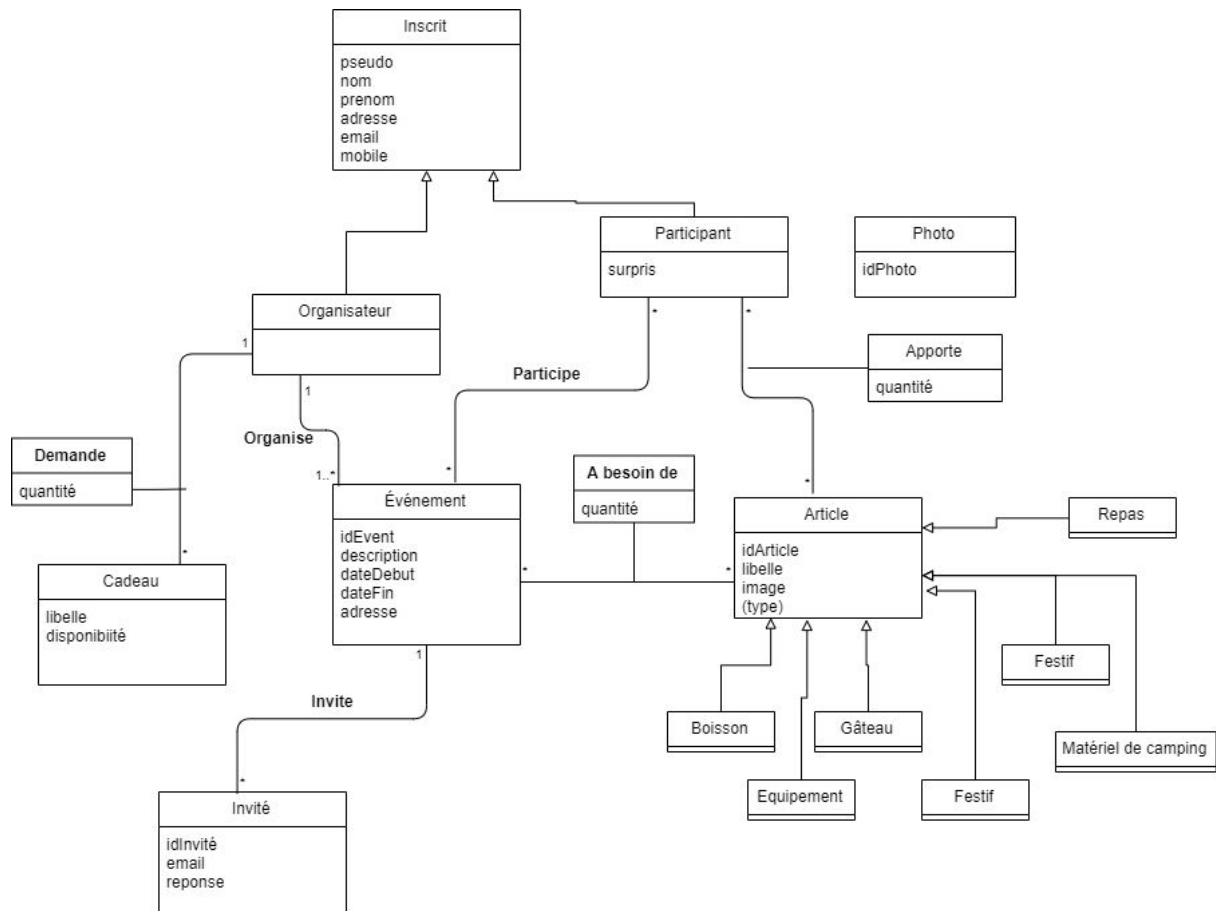 Inscrit
pseudo
nom
prenom
adresse
email
mobile
Participant
surpris
Photo
idPhoto
Organisateur
*
*
1
Apporte
quantité
Participe
1
Organise
Demande
quantité
1..*
*
A besoin de
quantité
*
Événement
idEvent
description
dateDebut
dateFin
adresse
Article
idArticle
libelle
image
(type)
Repas
*
*
*
Cadeau
libelle
disponibiité
1
Festif
Invite
Boisson
Gâteau
Matériel de camping
*
Equipement
Festif
Invité
idInvité
email
reponse